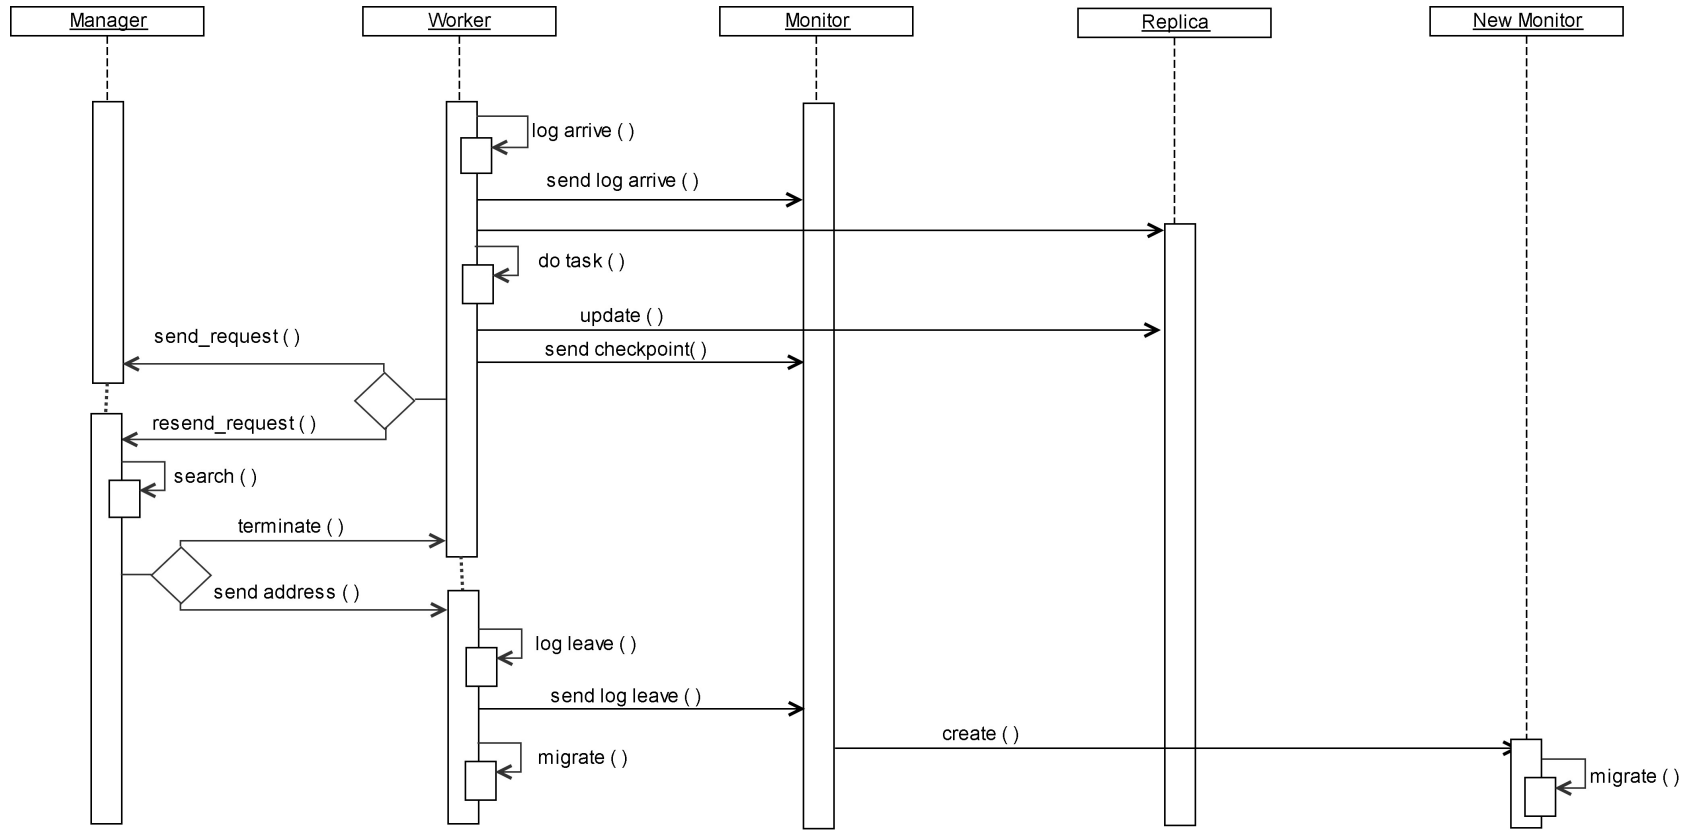 Manager
Worker
Monitor
Replica
New Monitor
log arrive ( )
send log arrive ( )
do task ( )
update ( )
send_request ( )
send checkpoint( )
resend_request ( )
search ( )
terminate ( )
send address ( )
log leave ( )
send log leave ( )
create ( )
migrate ( )
migrate ( )